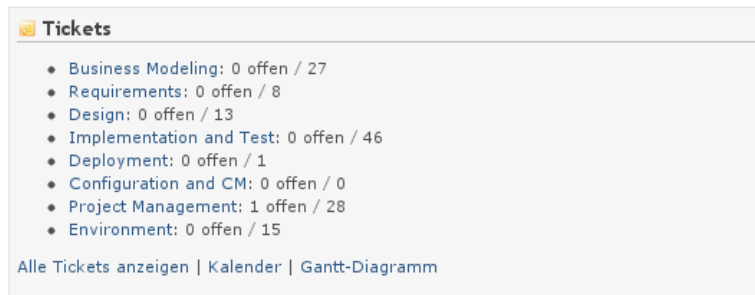 Tickets
Business Modeling: 0 offen / 27
Requirements: 0 offen / 8
Design: 0 offen / 13
Implementation and Test: 0 offen / 46
Deployment: 0 offen / 1
Configuration and CM: 0 offen / 0
Project Management: 1 offen / 28
Environment: 0 offen / 15
Alle Tickets anzeigen | Kalender | Gantt-Diagramm